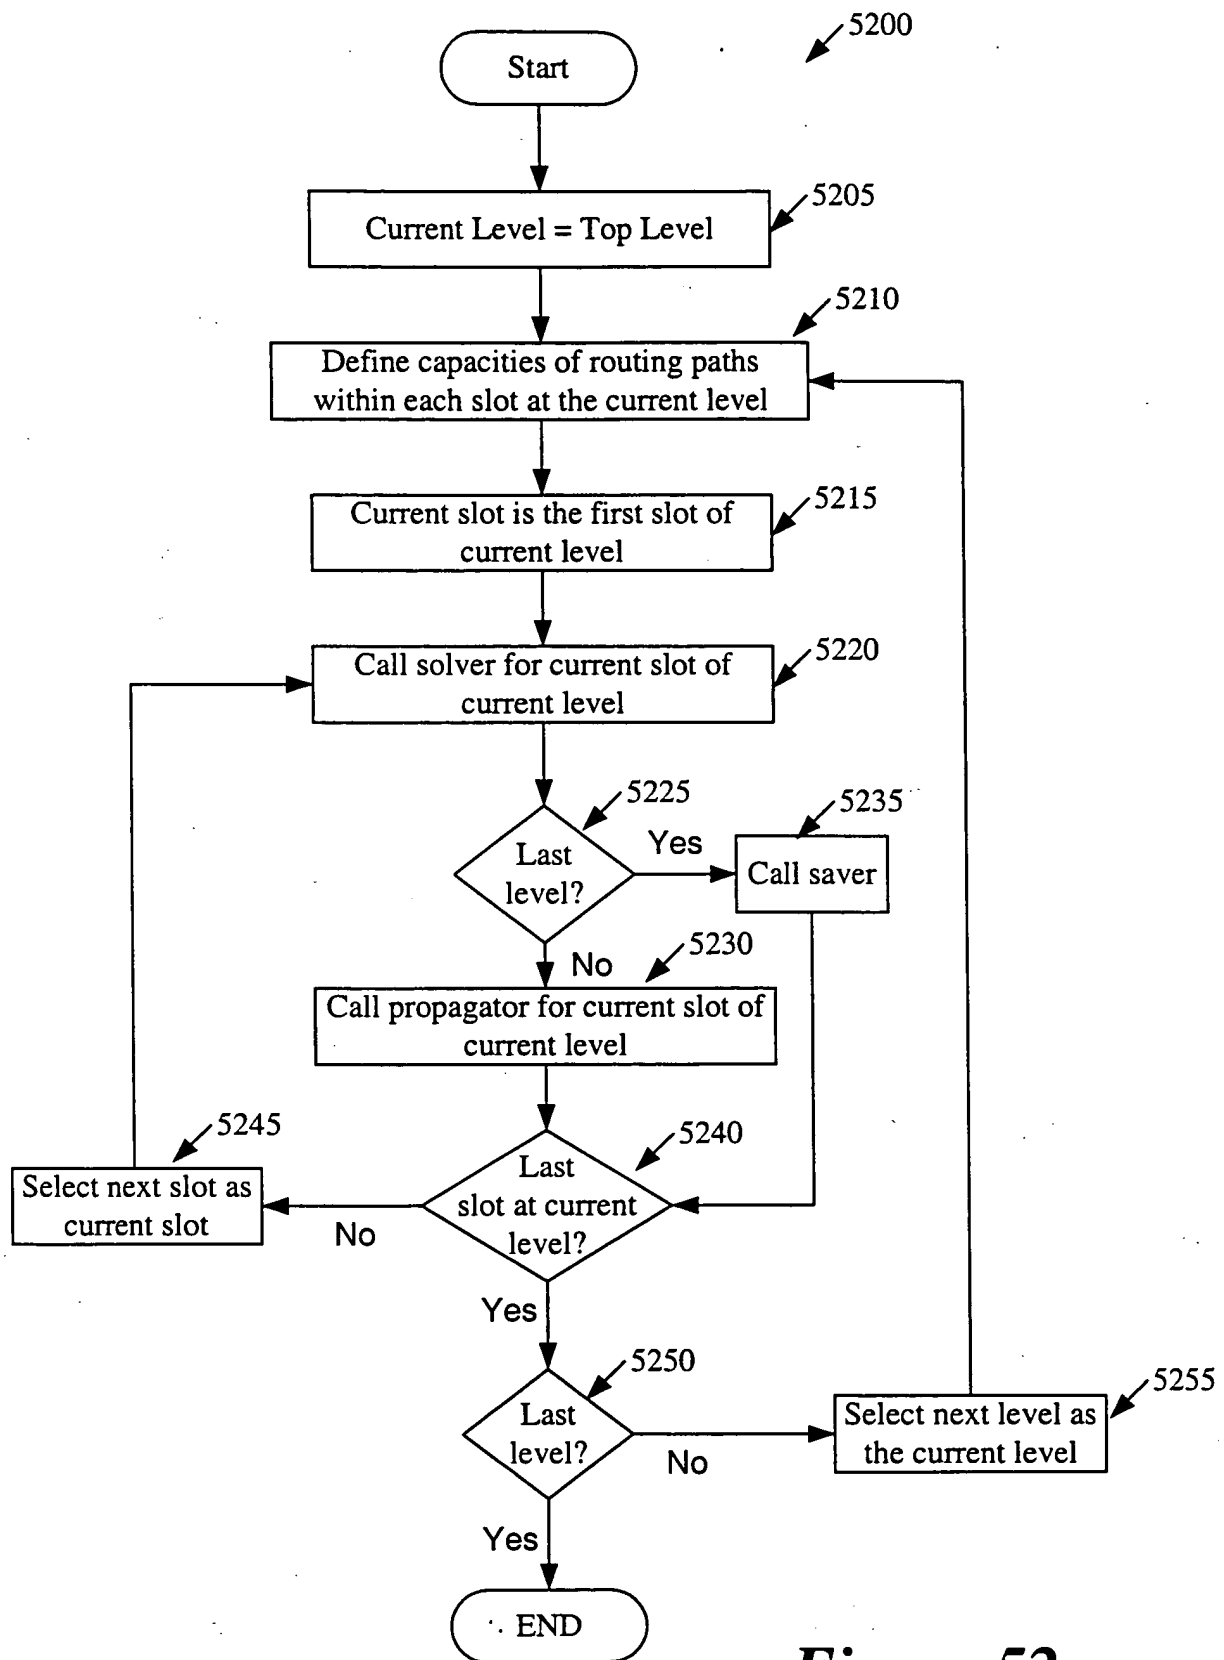 5200
Start
5205
Current Level = Top Level
5210
Define capacities of routing paths
within each slot at the current level
5215
Current slot is the first slot of
current level
5220
Call solver for current slot of
current level
5225
5235
Last
level?
Yes
Call saver
5230
No
Call propagator for current slot of
current level
5245
5240
Select next slot as
current slot
No
Last
slot at current
level?
Yes
5250
5255
Last
level?
No
Select next level as
the current level
Yes
END